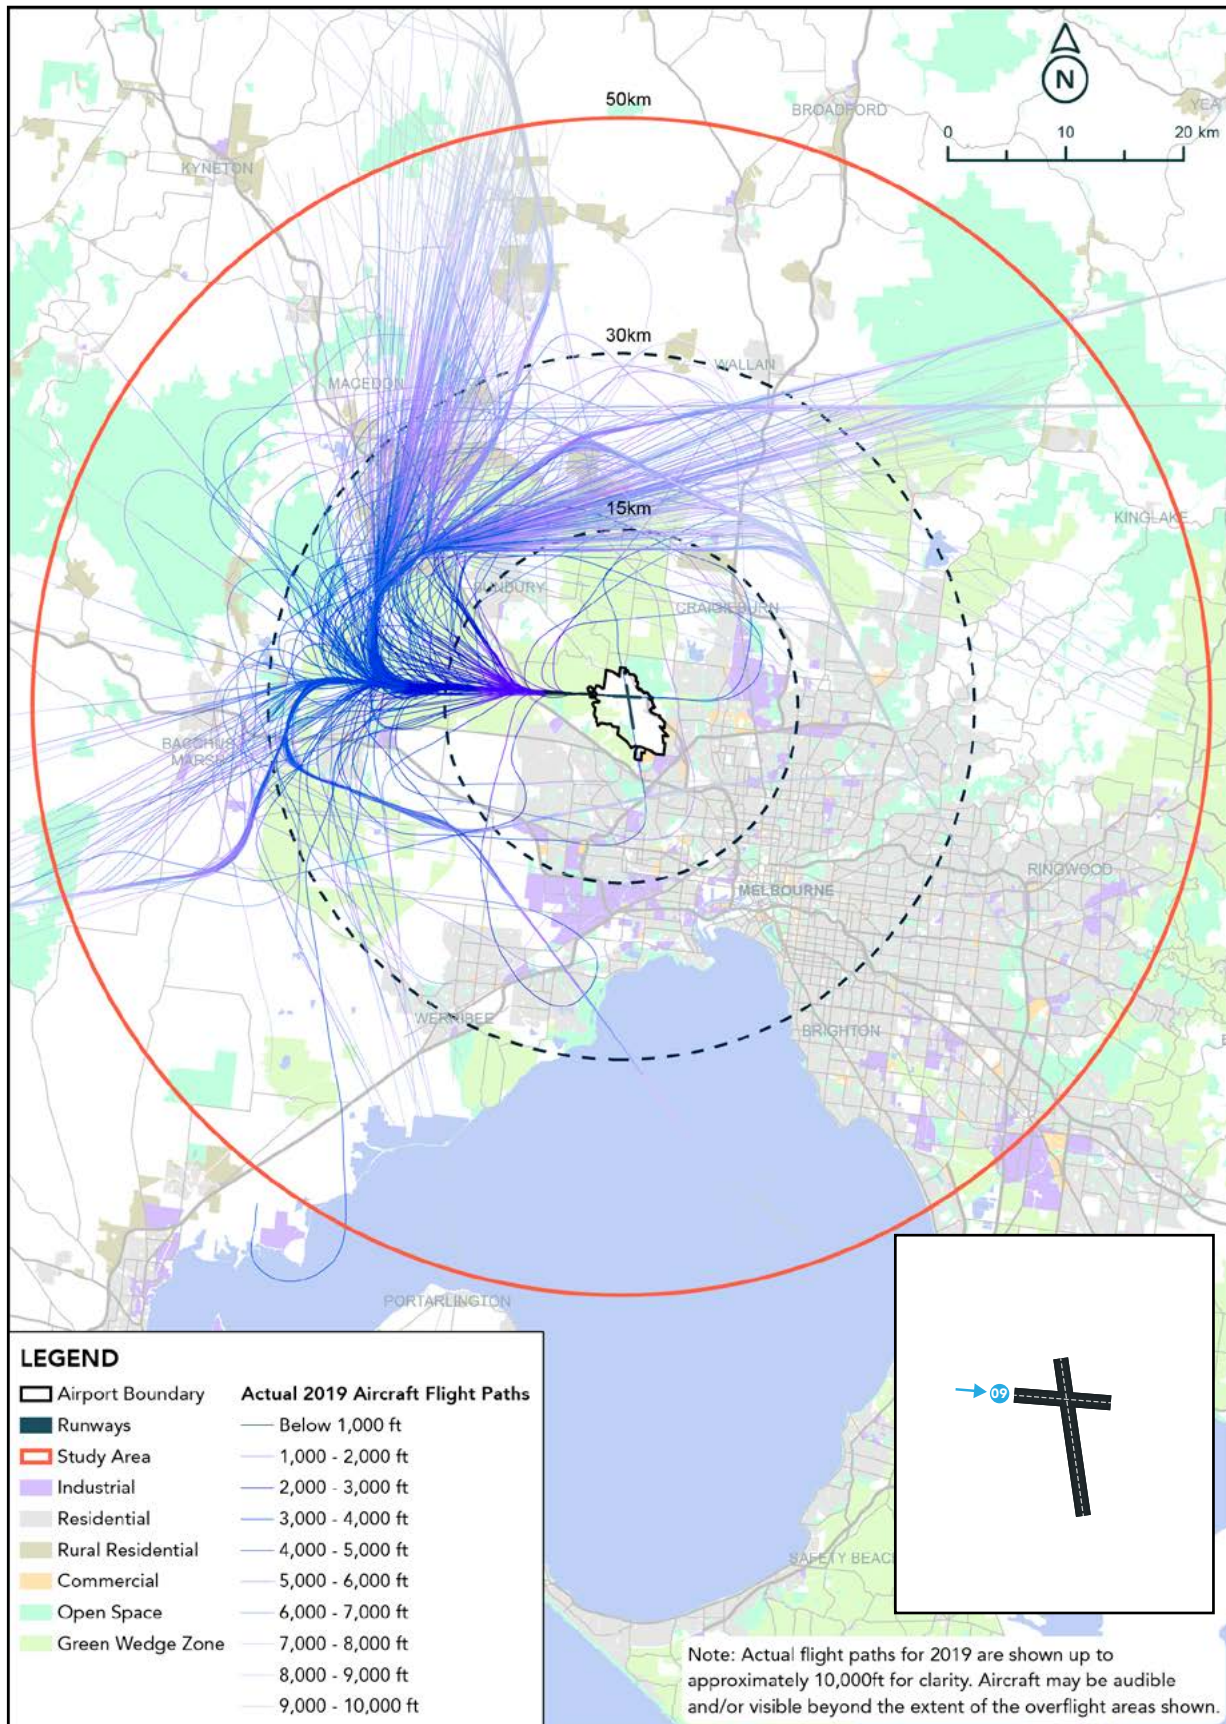 50km
BROADFORD
N
0 10 20 km
KYNETON
30km
WALLAN
MACEDON
15km
KINGLAKE
SUNBURY
CRAIGIEBURN
BACCHUS
MARSH
RINGWOOD
MELBOURNE
WERRIBEE
BRIGHTON
PORTARLINGTON
SAFETY BEAC
09
LEGEND
Airport Boundary
Runways
Study Area
Industrial
Residential
Rural Residential
Commercial
Open Space
Green Wedge Zone
Actual 2019 Aircraft Flight Paths
Below 1,000 ft
1,000 - 2,000 ft
2,000 - 3,000 ft
3,000 - 4,000 ft
4,000 - 5,000 ft
5,000 - 6,000 ft
6,000 - 7,000 ft
7,000 - 8,000 ft
8,000 - 9,000 ft
9,000 - 10,000 ft
Note: Actual flight paths for 2019 are shown up to
approximately 10,000ft for clarity. Aircraft may be audible
and/or visible beyond the extent of the overflight areas shown.